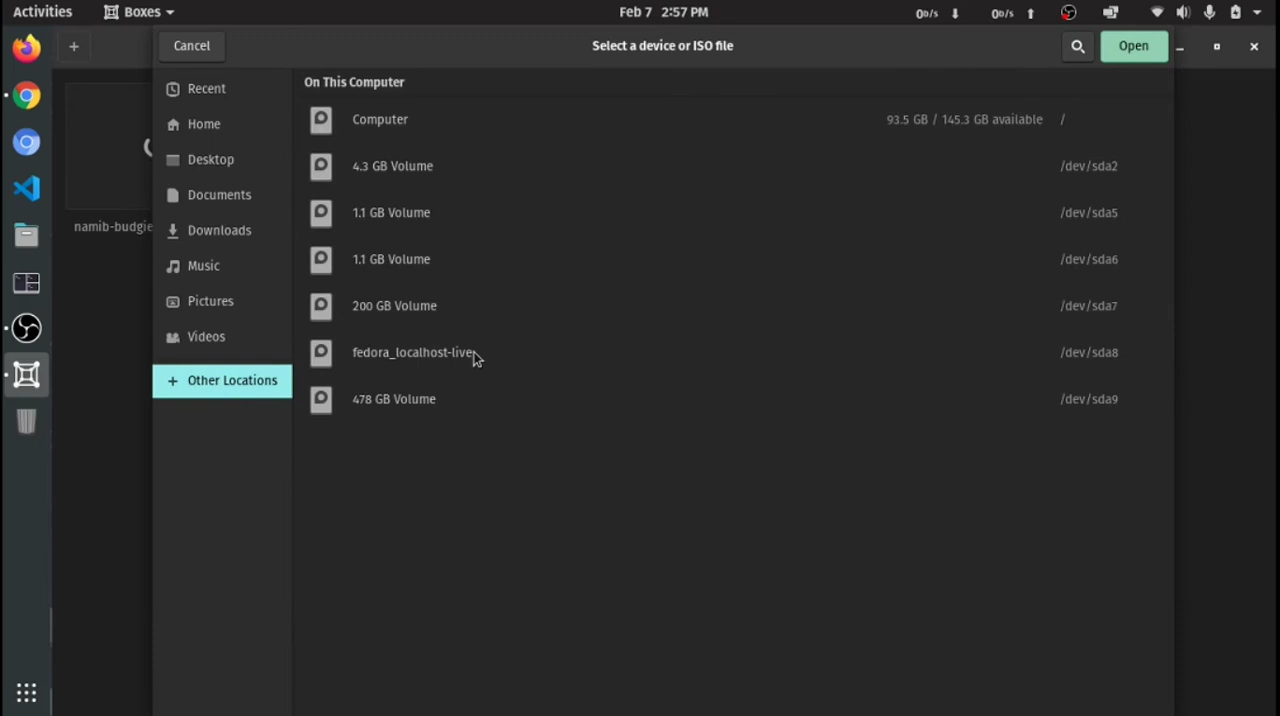 Activities Boxes Feb 7 2:57 PM 0B/s 0B/s
Cancel Select a device or ISO file Open
Recent
Home
Desktop
Documents
Downloads
Music
Pictures
Videos
Other Locations
On This Computer
Computer 93.5 GB / 145.3 GB available /
4.3 GB Volume /dev/sda2
1.1 GB Volume /dev/sda5
1.1 GB Volume /dev/sda6
200 GB Volume /dev/sda7
fedora_localhost-live /dev/sda8
478 GB Volume /dev/sda9
namib-budgie